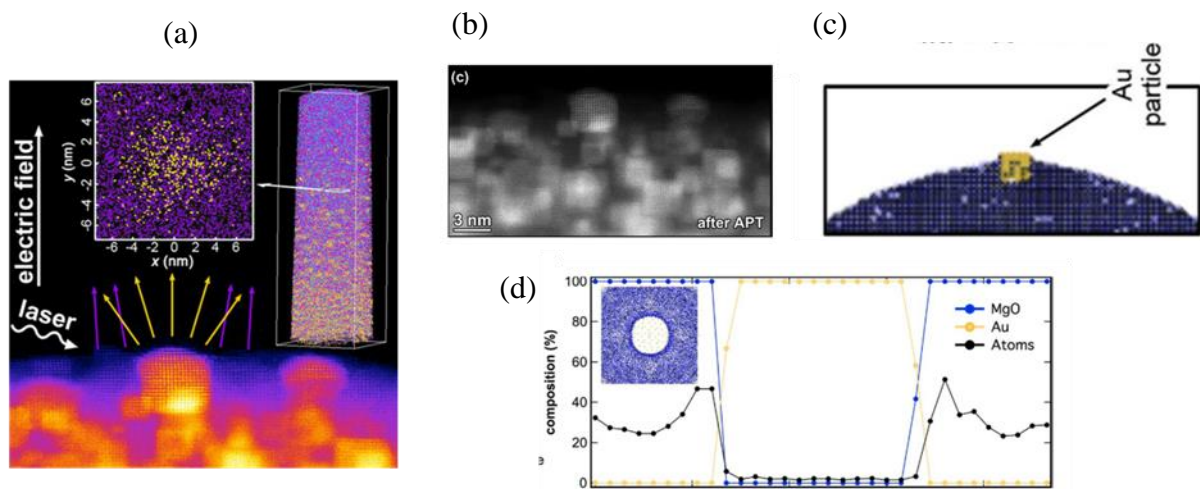 (a)
(b)
(c)
electric field
laser
6
4
2
0
-2
-4
-6
y (nm)
-6 -4 -2 0 2 4 6
x (nm)
(c)
3 nm
after APT
Au
particle
(d)
composition (%)
100
80
60
40
20
0
MgO
Au
Atoms